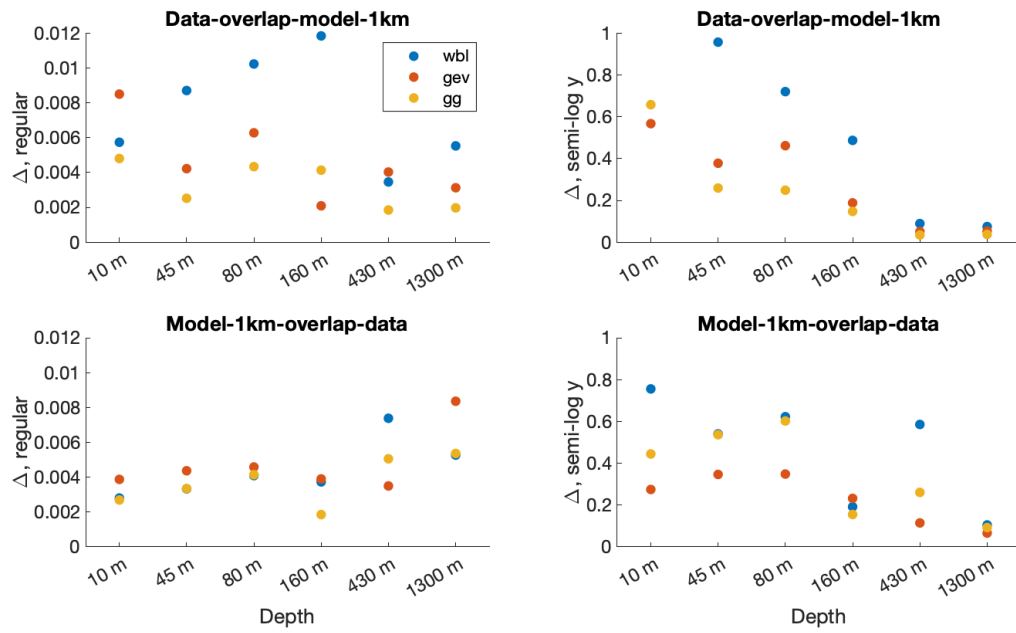 Data-overlap-model-1km
Δ, regular
0.012
0.01
0.008
0.006
0.004
0.002
0
10 m
45 m
80 m
160 m
430 m
1300 m
wbl
gev
gg
Data-overlap-model-1km
Δ, semi-log y
1
0.8
0.6
0.4
0.2
0
10 m
45 m
80 m
160 m
430 m
1300 m
Model-1km-overlap-data
Δ, regular
0.012
0.01
0.008
0.006
0.004
0.002
0
10 m
45 m
80 m
160 m
430 m
1300 m
Depth
Model-1km-overlap-data
Δ, semi-log y
1
0.8
0.6
0.4
0.2
0
10 m
45 m
80 m
160 m
430 m
1300 m
Depth